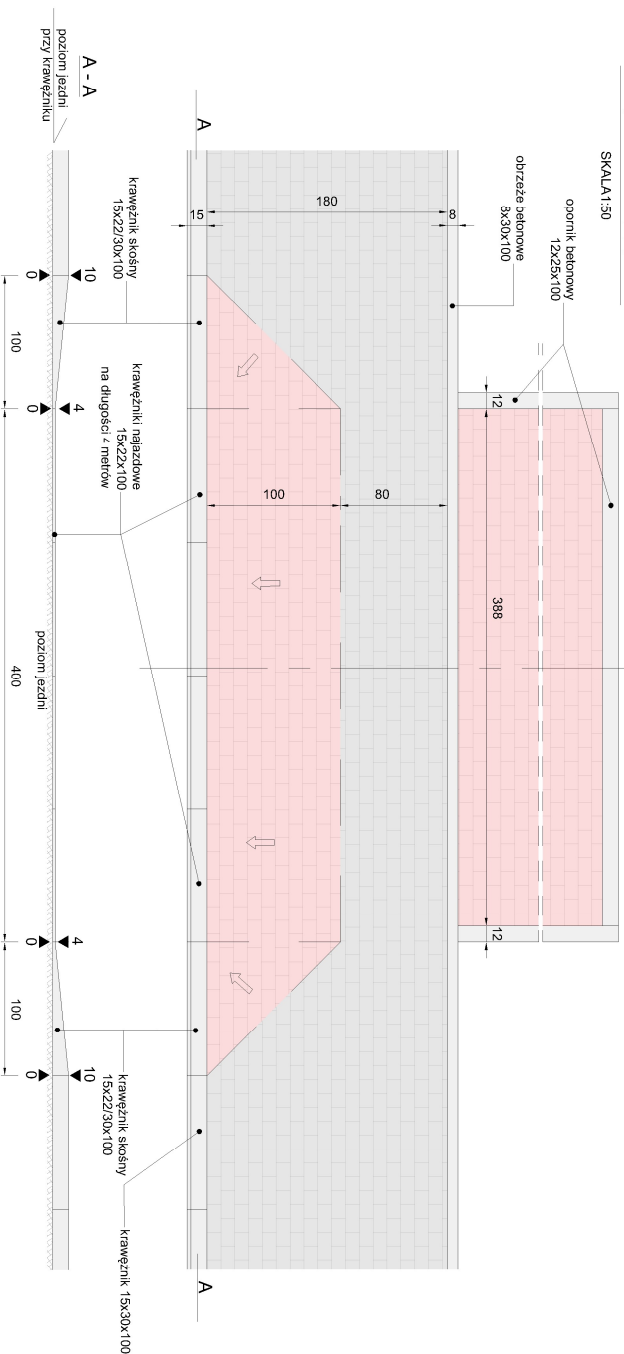 SKALA 1:50
opornik betonowy
12x25x100
obrzeże betonowe
8x30x100
12
388
12
8
180
15
80
100
A
A
krawężnik skośny
15x22/30x100
krawężniki najazdowe
15x22x100
na długości 4 metrów
krawężnik skośny
15x22/30x100
krawężnik 15x30x100
A - A
poziom jezdni
przy krawężniku
poziom jezdni
10
0
4
0
4
0
10
0
100
400
100